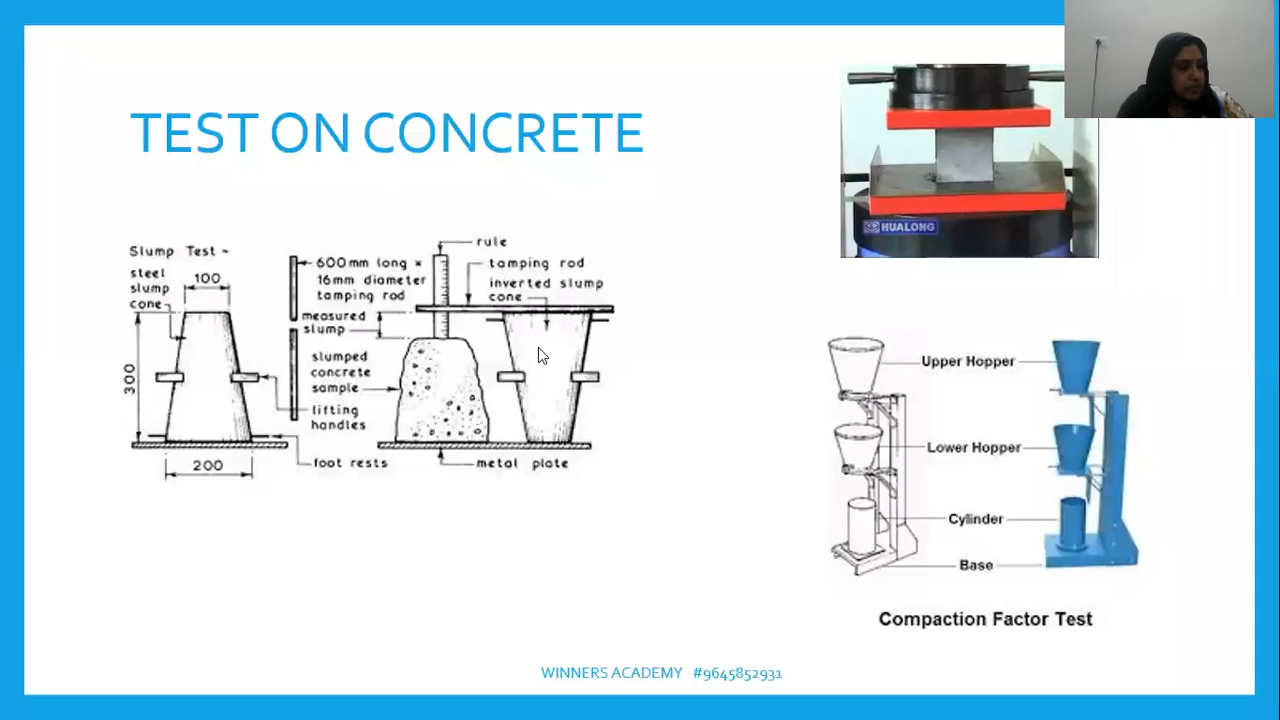 TEST ON CONCRETE
HUALONG
Slump Test ~
steel
slump
cone
100
300
200
600mm long ×
16mm diameter
tamping rod
measured
slump
slumped
concrete
sample
lifting
handles
foot rests
rule
tamping rod
inverted slump
cone
metal plate
Upper Hopper
Lower Hopper
Cylinder
Base
Compaction Factor Test
WINNERS ACADEMY #9645852931